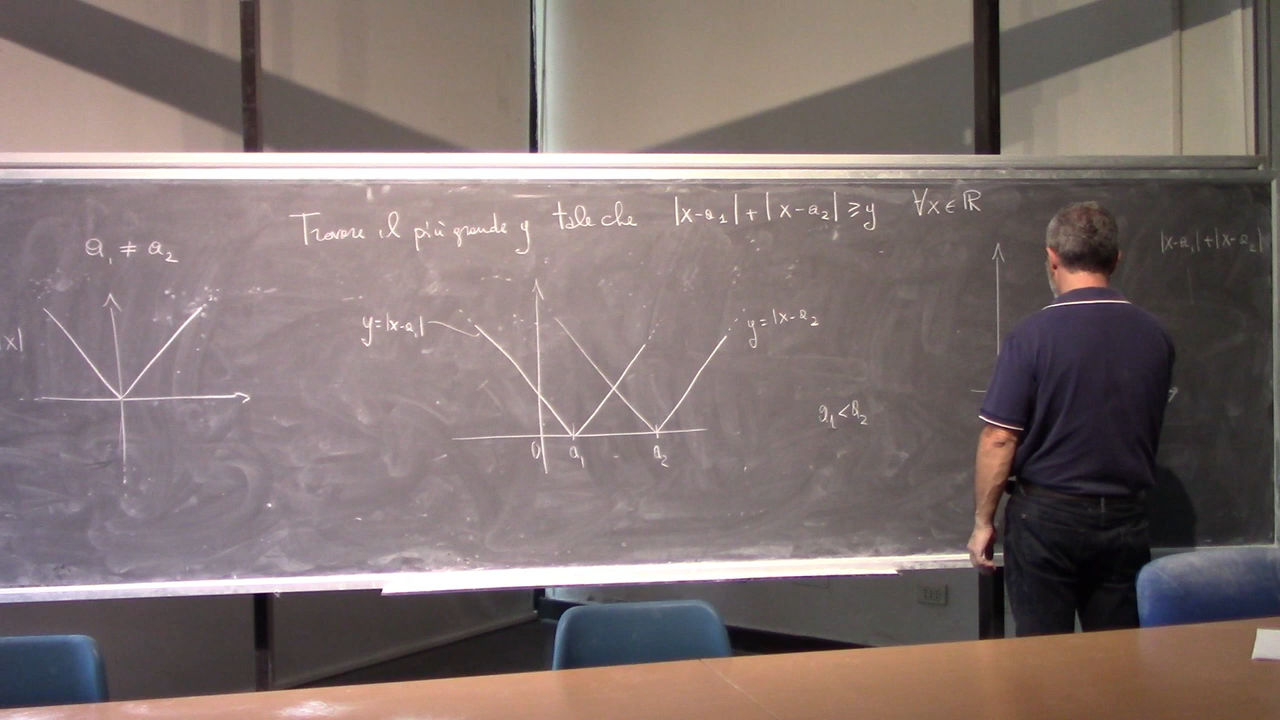 Trovare il più grande y tale che |x-a₁|+|x-a₂|⩾y ∀x∈ℝ
a₁ ≠ a₂
|x-a₁|+|x-a₂|
y=|x-a₁|
y=|x-a₂
|x|
a₁<a₂
0 a₁ a₂